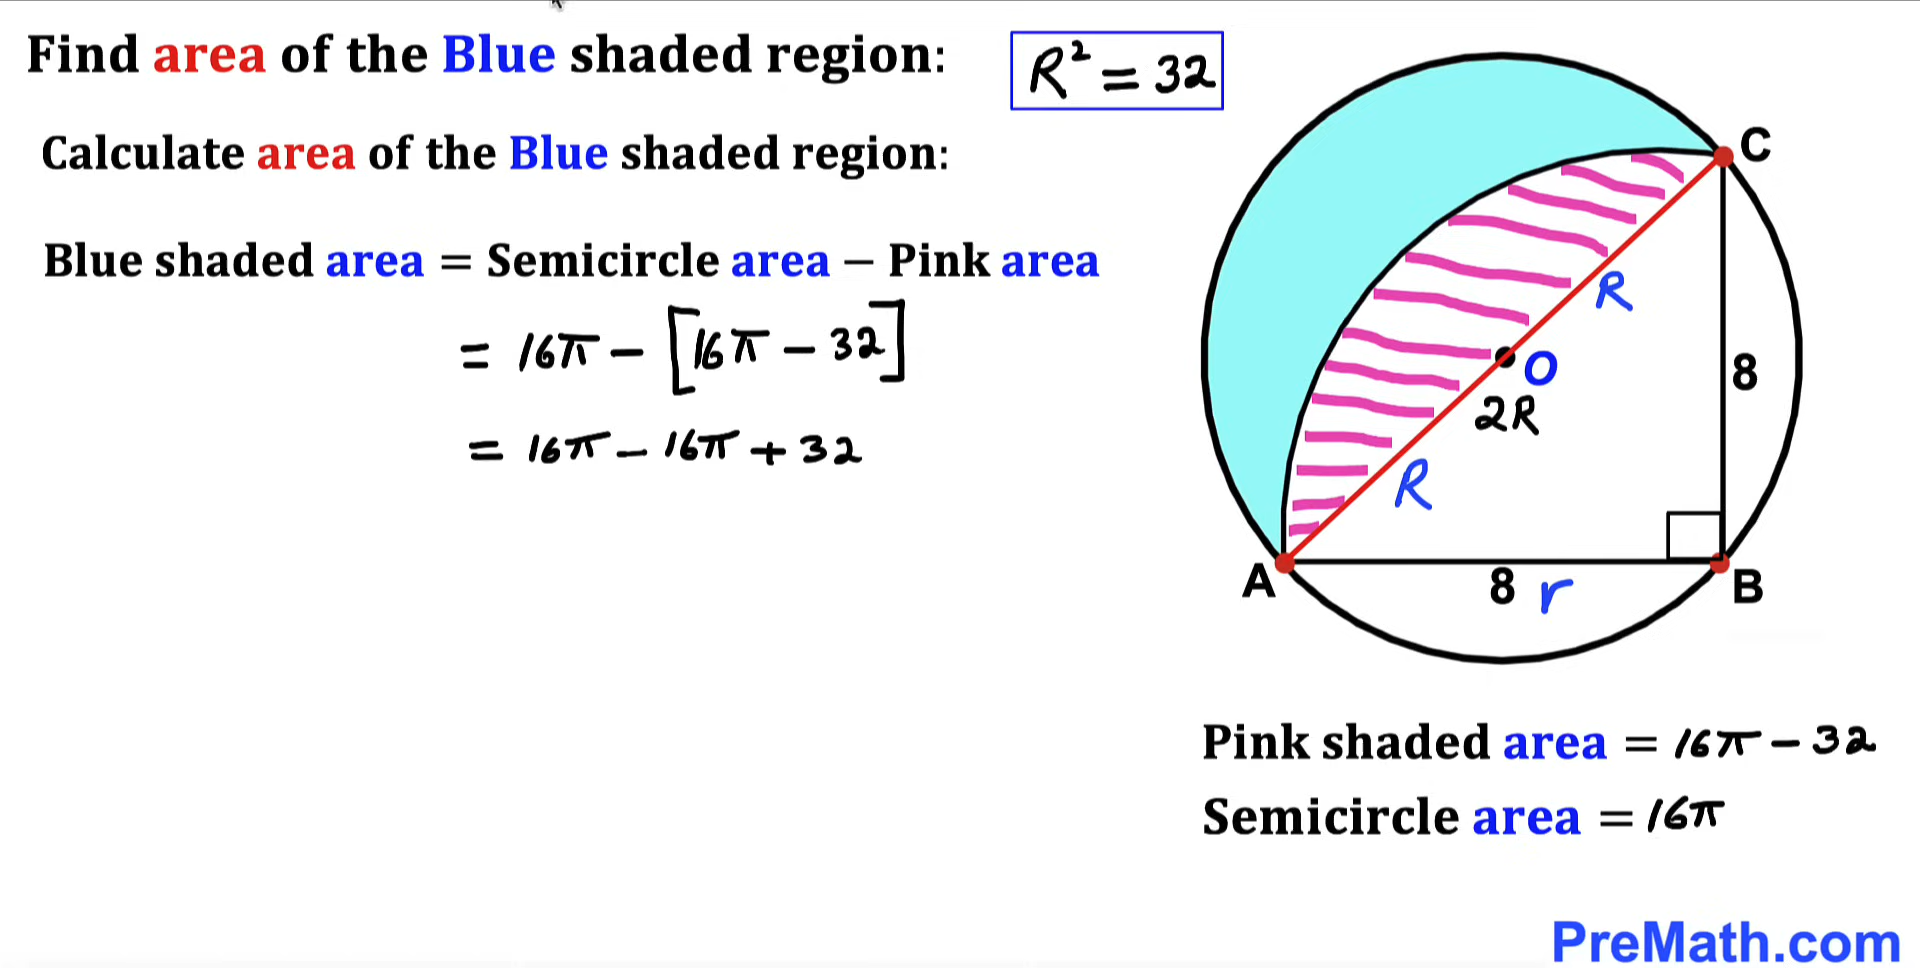 Find area of the Blue shaded region:
R² = 32
Calculate area of the Blue shaded region:
Blue shaded area = Semicircle area − Pink area
= 16π − [16π − 32]
= 16π − 16π + 32
C
R
O
8
2R
R
A
8 r
B
Pink shaded area = 16π − 32
Semicircle area = 16π
PreMath.com